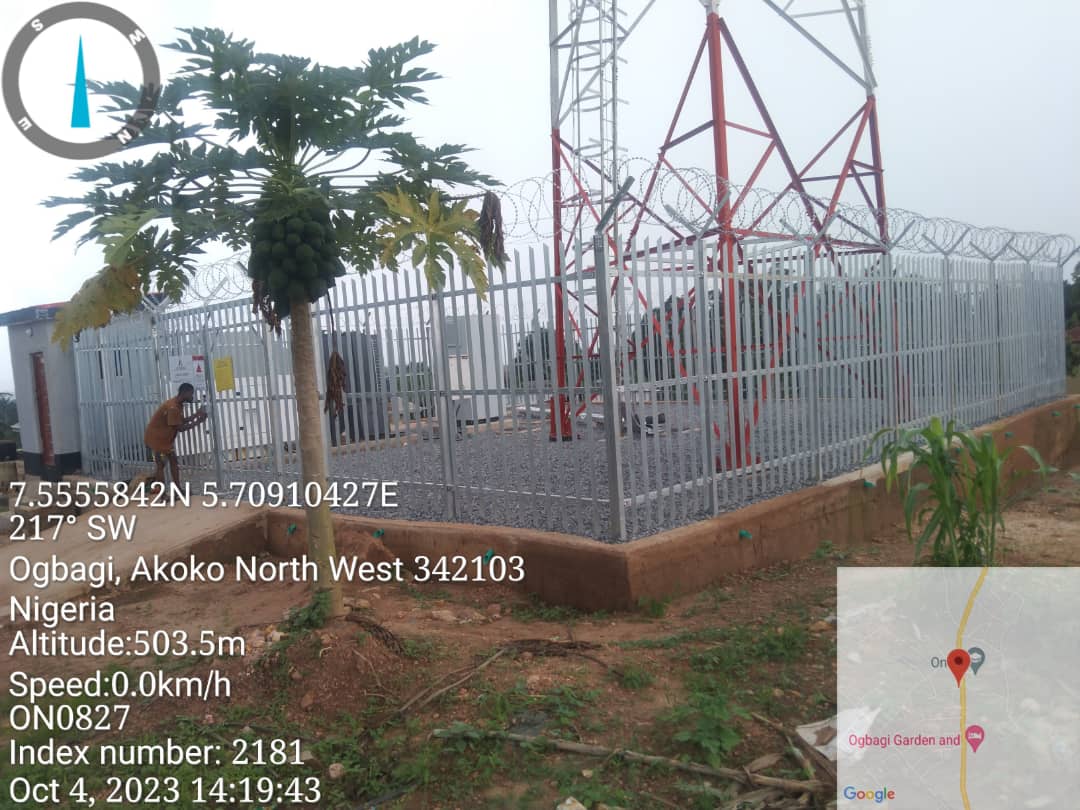 S
W
E
N
7.5555842N 5.70910427E
217° SW
Ogbagi, Akoko North West 342103
Nigeria
Altitude:503.5m
Speed:0.0km/h
ON0827
Index number: 2181
Oct 4, 2023 14:19:43
On
Ogbagi Garden and
Google